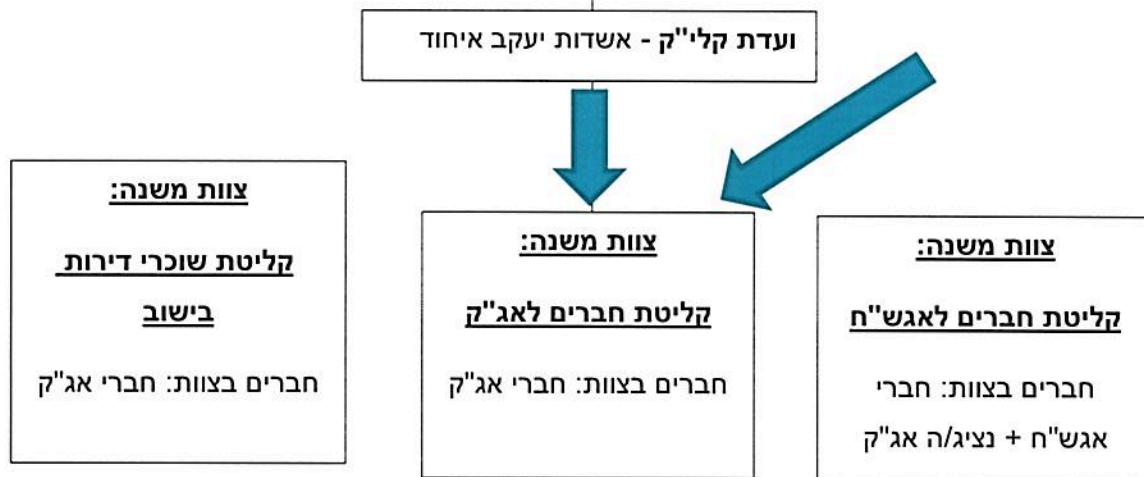 ועדת קלי"ק - אשדות יעקב איחוד
צוות משנה:
קליטת חברים לאגש"ח
חברים בצוות: חברי
אגש"ח + נציג/ה אג"ק
צוות משנה:
קליטת חברים לאג"ק
חברים בצוות: חברי אג"ק
צוות משנה:
קליטת שוכרי דירות
בישוב
חברים בצוות: חברי אג"ק